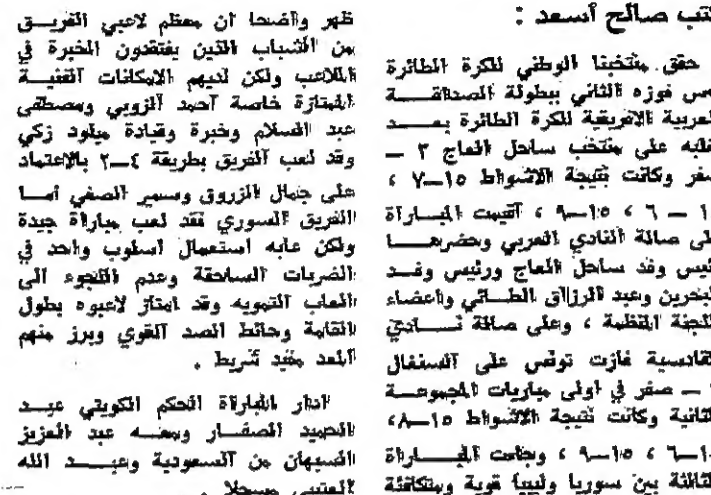 كتب صالح أسعد :
حقق منتخبنا الوطني للكرة الطائرة
أمس فوزه الثاني ببطولة الصداقة
العربية الافريقية للكرة الطائرة بعد
تغلبه على منتخب ساحل العاج ٣ —
صفر وكانت نتيجة الاشواط ١٥—٧ ،
١ — ٦ ، ١٥—٩ ، أقيمت المباراة
على صالة النادي العربي وحضرها
رئيس وفد ساحل العاج ورئيس وفد
البحرين وعبد الرزاق الطائي واعضاء
اللجنة المنظمة ، وعلى صالة نادي
القادسية فازت تونس على السنغال
— صفر في اولى مباريات المجموعة
الثانية وكانت نتيجة الاشواط ١٥—٨،
١٥—٦ ، ١٥—٩ ، وجاءت المباراة
الثالثة بين سوريا وليبيا قوية ومتكافئة
ظهر واضحا ان معظم لاعبي الفريق
من الشباب الذين يفتقدون الخبرة في
الملاعب ولكن لديهم الامكانات الفنية
الممتازة خاصة أحمد الزوبي ومصطفى
عبد السلام وخبرة وقيادة ميلود زكي
وقد لعب الفريق بطريقة ٤—٢ بالاعتماد
على جمال الزروق وسمير الصفي أما
الفريق السوري فقد لعب مباراة جيدة
ولكن عابه استعمال اسلوب واحد في
الضربات الساحقة وعدم اللجوء الى
العاب التمويه وقد امتاز لاعبوه بطول
القامة وحائط الصد القوي وبرز منهم
المعد مفيد شريط .
ادار المباراة الحكم الكويتي عبد
الحميد الصفار ومعه عبد العزيز
السبهان من السعودية وعبد الله
العتيبي مسجلا .